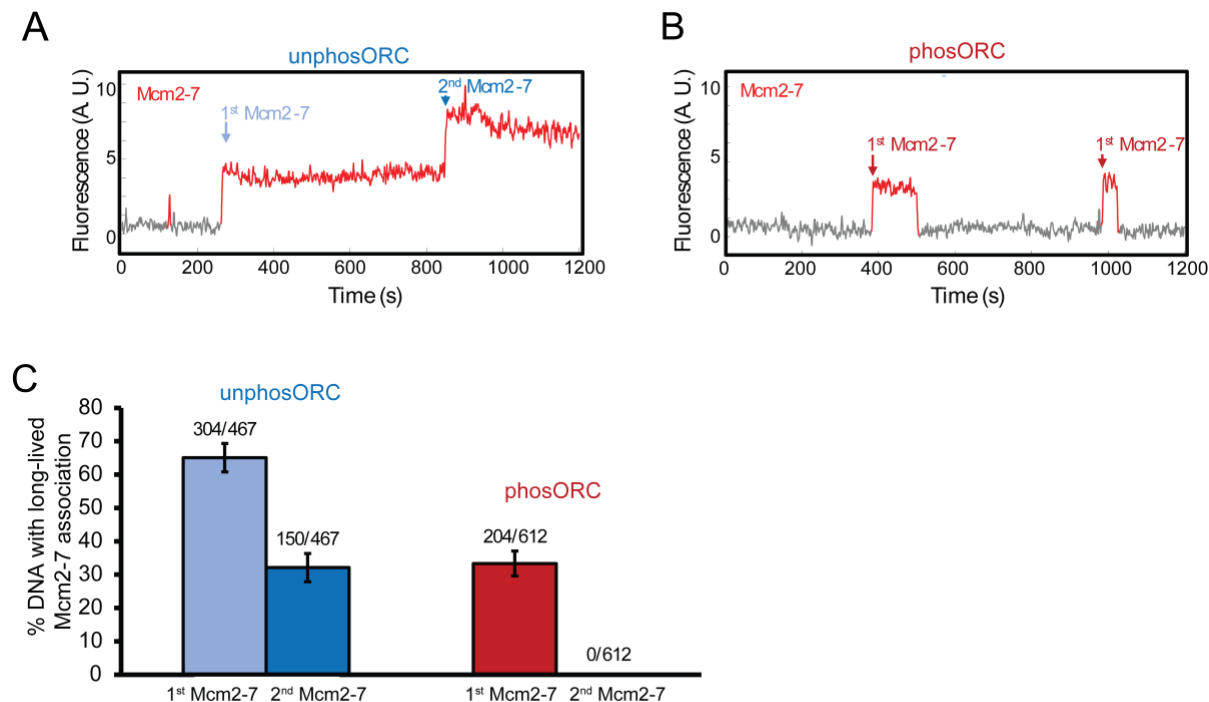 A
unphosORC
Fluorescence (A. U.)
10
5
0
Mcm2-7
1st Mcm2-7
2nd Mcm2-7
0 200 400 600 800 1000 1200
Time (s)
B
phosORC
Fluorescence (A. U.)
10
5
0
Mcm2-7
1st Mcm2-7
1st Mcm2-7
0 200 400 600 800 1000 1200
Time (s)
C
% DNA with long-lived
Mcm2-7 association
80
70
60
50
40
30
20
10
0
unphosORC
304/467
150/467
phosORC
204/612
0/612
1st Mcm2-7 2nd Mcm2-7 1st Mcm2-7 2nd Mcm2-7